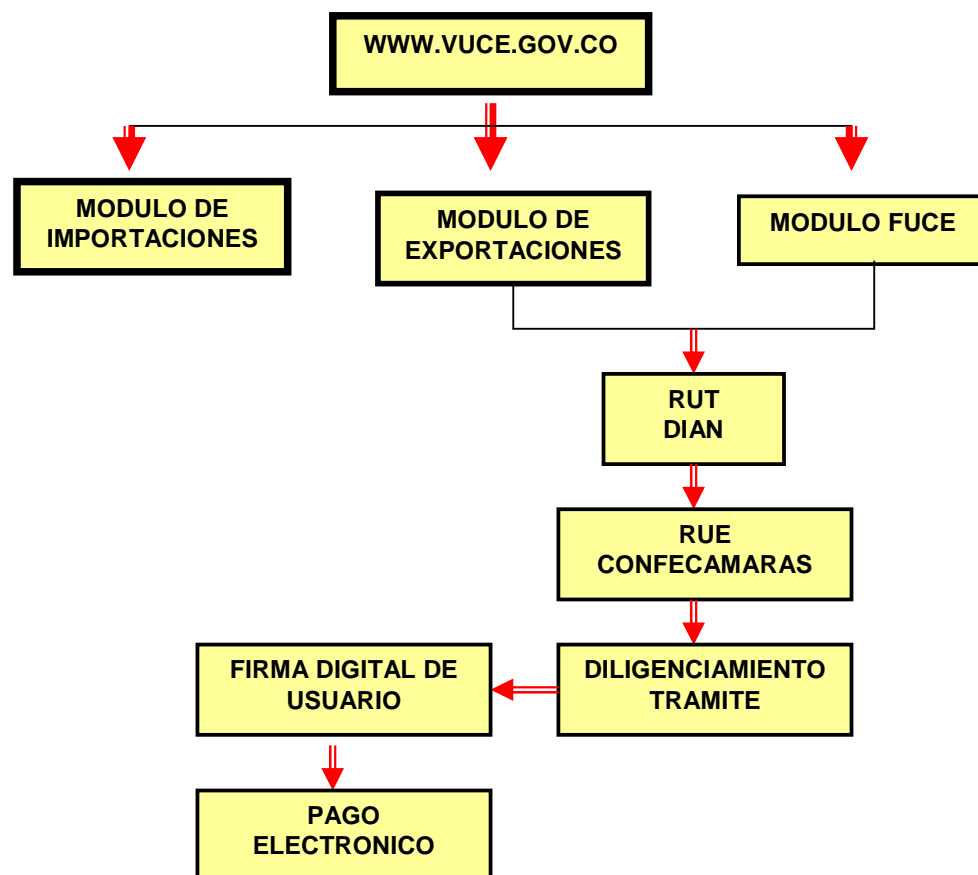 WWW.VUCE.GOV.CO
MODULO DE
IMPORTACIONES
MODULO DE
EXPORTACIONES
MODULO FUCE
RUT
DIAN
RUE
CONFECAMARAS
DILIGENCIAMIENTO
TRAMITE
FIRMA DIGITAL DE
USUARIO
PAGO
ELECTRONICO